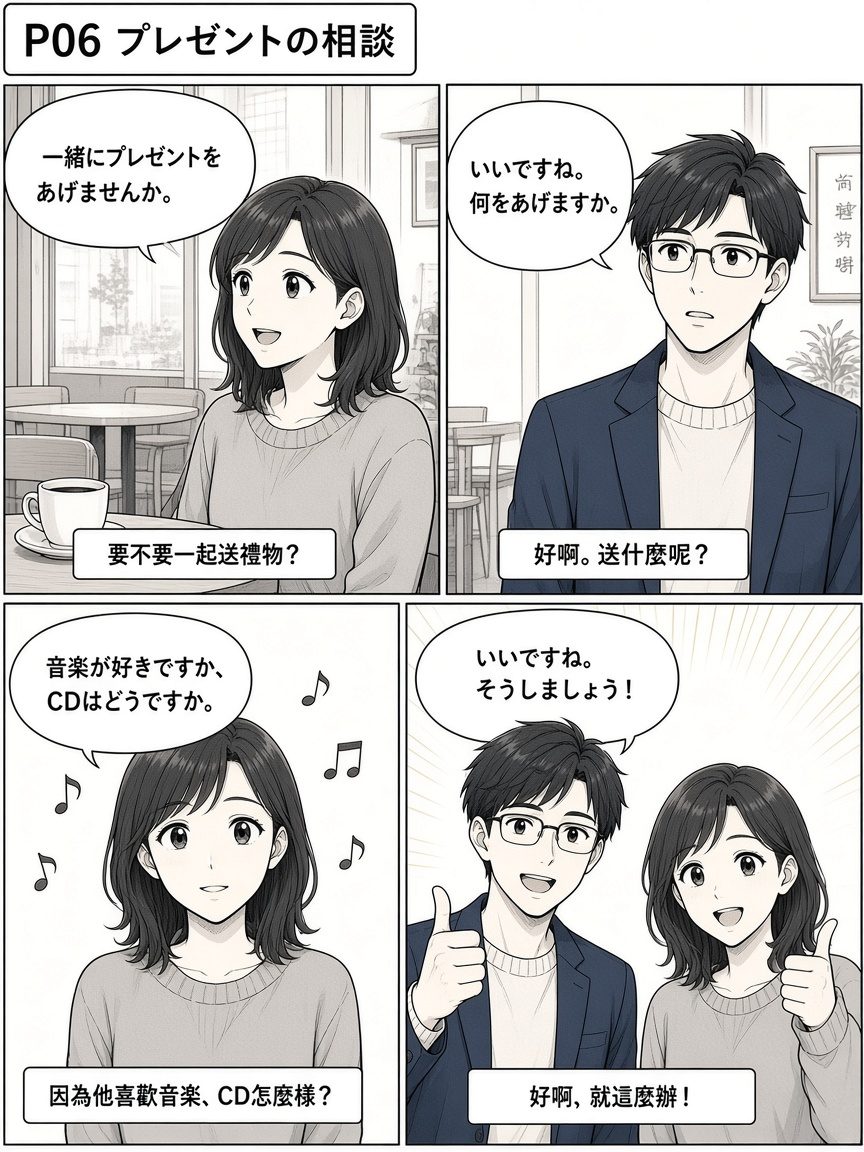 P06 プレゼントの相談
一緒にプレゼントを
あげませんか。
要不要一起送禮物？
いいですね。
何をあげますか。
好啊。送什麼呢？
音楽が好きですか、
CDはどうですか。
因為他喜歡音楽、CD怎麼樣？
いいですね。
そうしましょう！
好啊，就這麼辦！